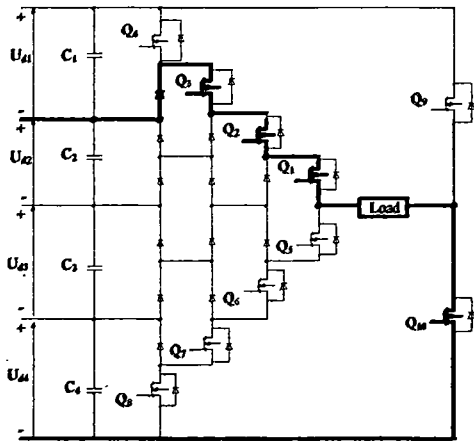 + +
Q4
Ud1
C1
Q3
Q9
- -
+ +
Q2
Ud2
C2
Q1
- -
+ +
Load
Q5
Ud3
C3
Q6
Q10
- -
+ +
Q7
Ud4
C4
Q8
- -